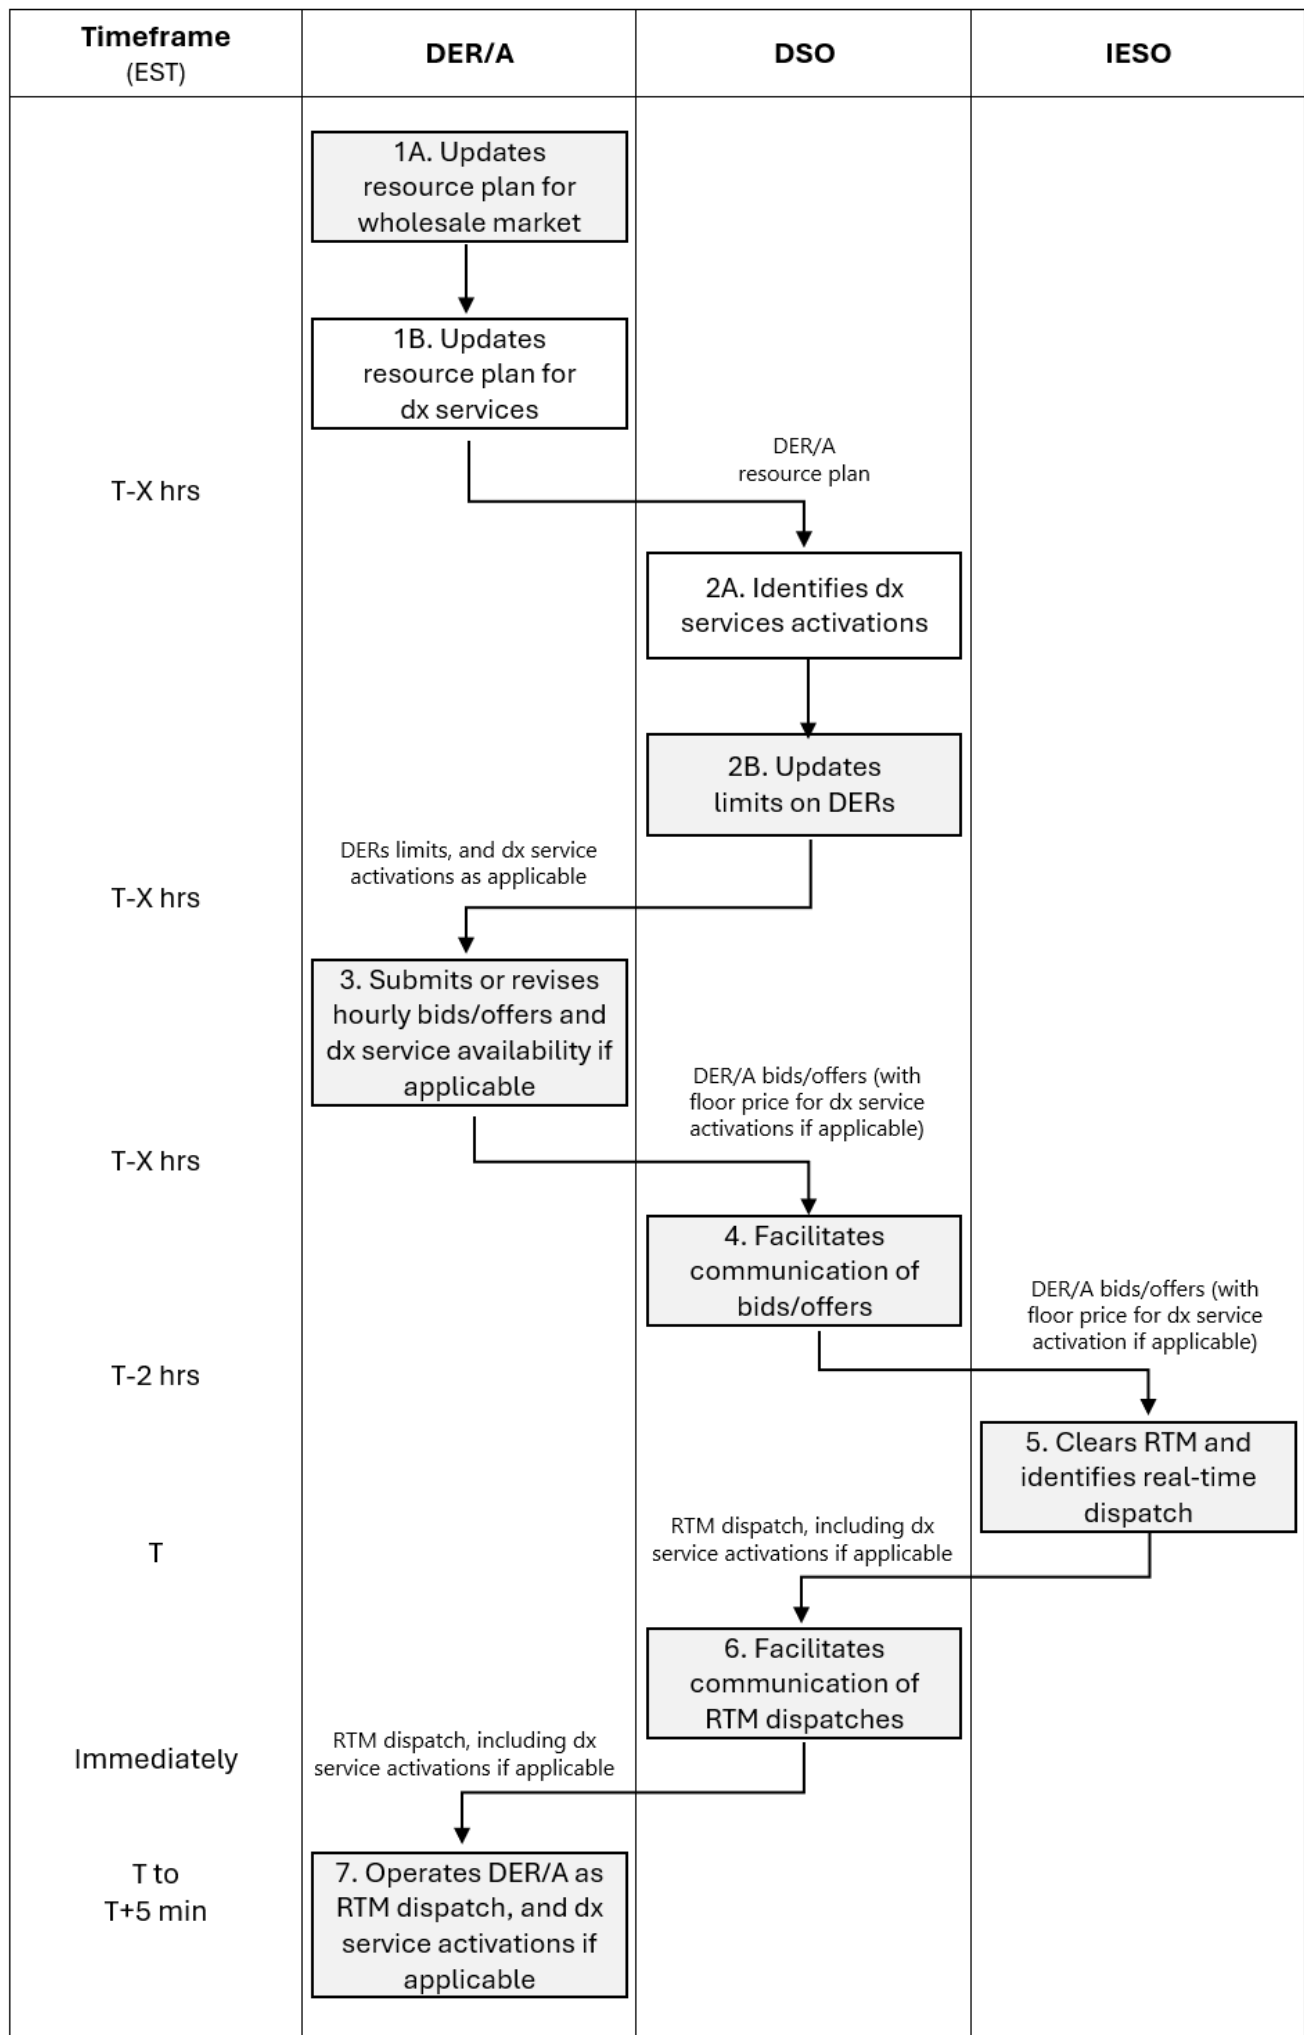 Timeframe
(EST)
DER/A
DSO
IESO
1A. Updates
resource plan for
wholesale market
1B. Updates
resource plan for
dx services
DER/A
resource plan
T-X hrs
2A. Identifies dx
services activations
2B. Updates
limits on DERs
DERs limits, and dx service
activations as applicable
T-X hrs
3. Submits or revises
hourly bids/offers and
dx service availability if
applicable
DER/A bids/offers (with
floor price for dx service
activations if applicable)
T-X hrs
4. Facilitates
communication of
bids/offers
DER/A bids/offers (with
floor price for dx service
activation if applicable)
T-2 hrs
5. Clears RTM and
identifies real-time
dispatch
RTM dispatch, including dx
service activations if applicable
T
6. Facilitates
communication of
RTM dispatches
RTM dispatch, including dx
service activations if applicable
Immediately
T to
T+5 min
7. Operates DER/A as
RTM dispatch, and dx
service activations if
applicable